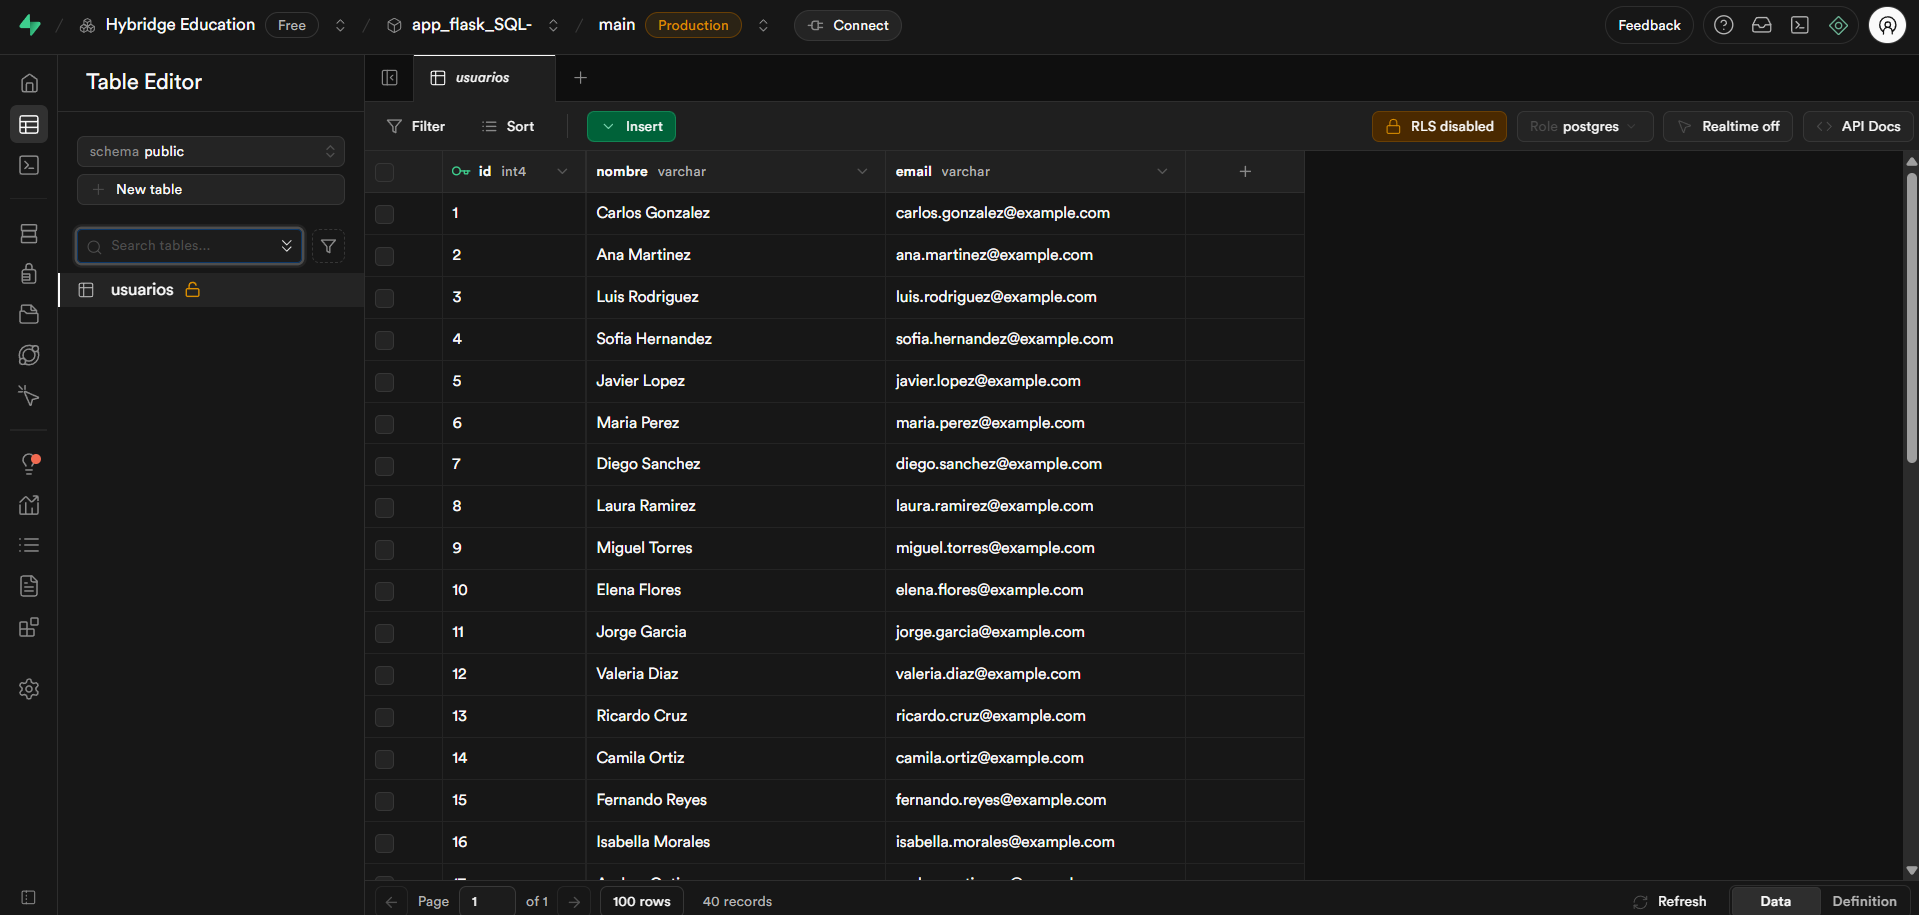 Hybridge Education Free app_flask_SQL- main Production Connect Feedback
Table Editor
usuarios
schema public
New table
Search tables...
usuarios
Filter Sort Insert RLS disabled Role postgres Realtime off API Docs
id int4 nombre varchar email varchar
1 Carlos Gonzalez carlos.gonzalez@example.com
2 Ana Martinez ana.martinez@example.com
3 Luis Rodriguez luis.rodriguez@example.com
4 Sofia Hernandez sofia.hernandez@example.com
5 Javier Lopez javier.lopez@example.com
6 Maria Perez maria.perez@example.com
7 Diego Sanchez diego.sanchez@example.com
8 Laura Ramirez laura.ramirez@example.com
9 Miguel Torres miguel.torres@example.com
10 Elena Flores elena.flores@example.com
11 Jorge Garcia jorge.garcia@example.com
12 Valeria Diaz valeria.diaz@example.com
13 Ricardo Cruz ricardo.cruz@example.com
14 Camila Ortiz camila.ortiz@example.com
15 Fernando Reyes fernando.reyes@example.com
16 Isabella Morales isabella.morales@example.com
Page 1 of 1 100 rows 40 records Refresh Data Definition